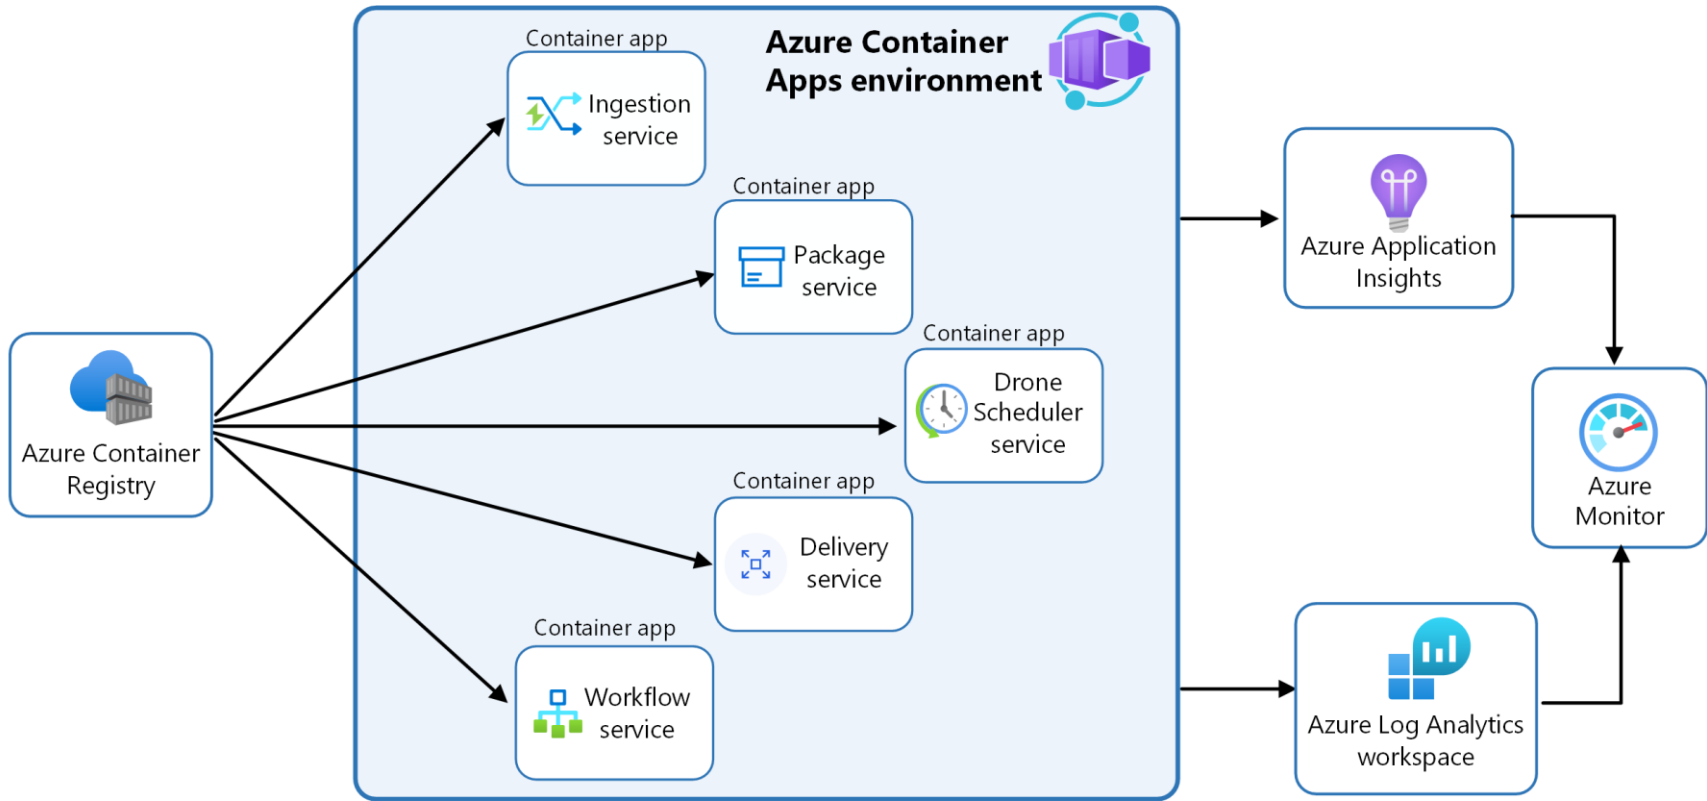 Azure Container
Registry
Azure Container
Apps environment
Container app
Ingestion
service
Container app
Package
service
Container app
Drone
Scheduler
service
Container app
Delivery
service
Container app
Workflow
service
Azure Application
Insights
Azure
Monitor
Azure Log Analytics
workspace